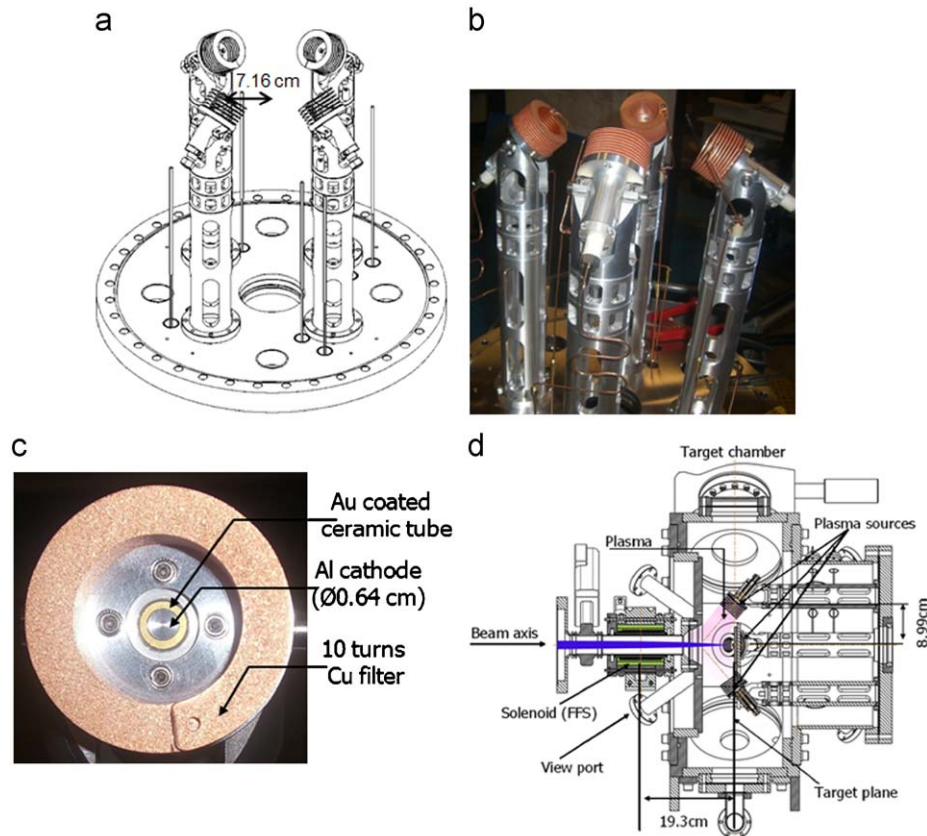 a
7.16 cm
b
c
Au coated
ceramic tube
Al cathode
(Ø0.64 cm)
10 turns
Cu filter
d
Target chamber
Plasma sources
Plasma
Beam axis
8.99cm
Solenoid (FFS)
View port
Target plane
19.3cm